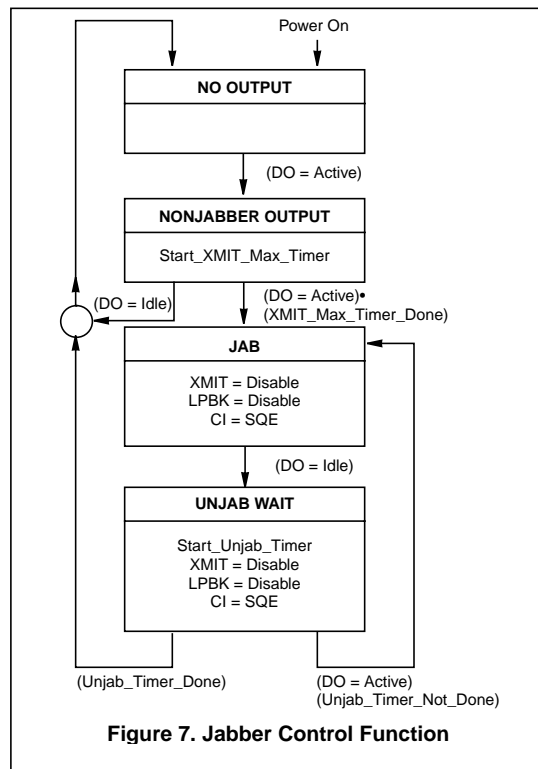 Power On
NO OUTPUT
(DO = Active)
NONJABBER OUTPUT
Start_XMIT_Max_Timer
(DO = Idle)
(DO = Active)•
(XMIT_Max_Timer_Done)
JAB
XMIT = Disable
LPBK = Disable
CI = SQE
(DO = Idle)
UNJAB WAIT
Start_Unjab_Timer
XMIT = Disable
LPBK = Disable
CI = SQE
(Unjab_Timer_Done)
(DO = Active)
(Unjab_Timer_Not_Done)
Figure 7. Jabber Control Function